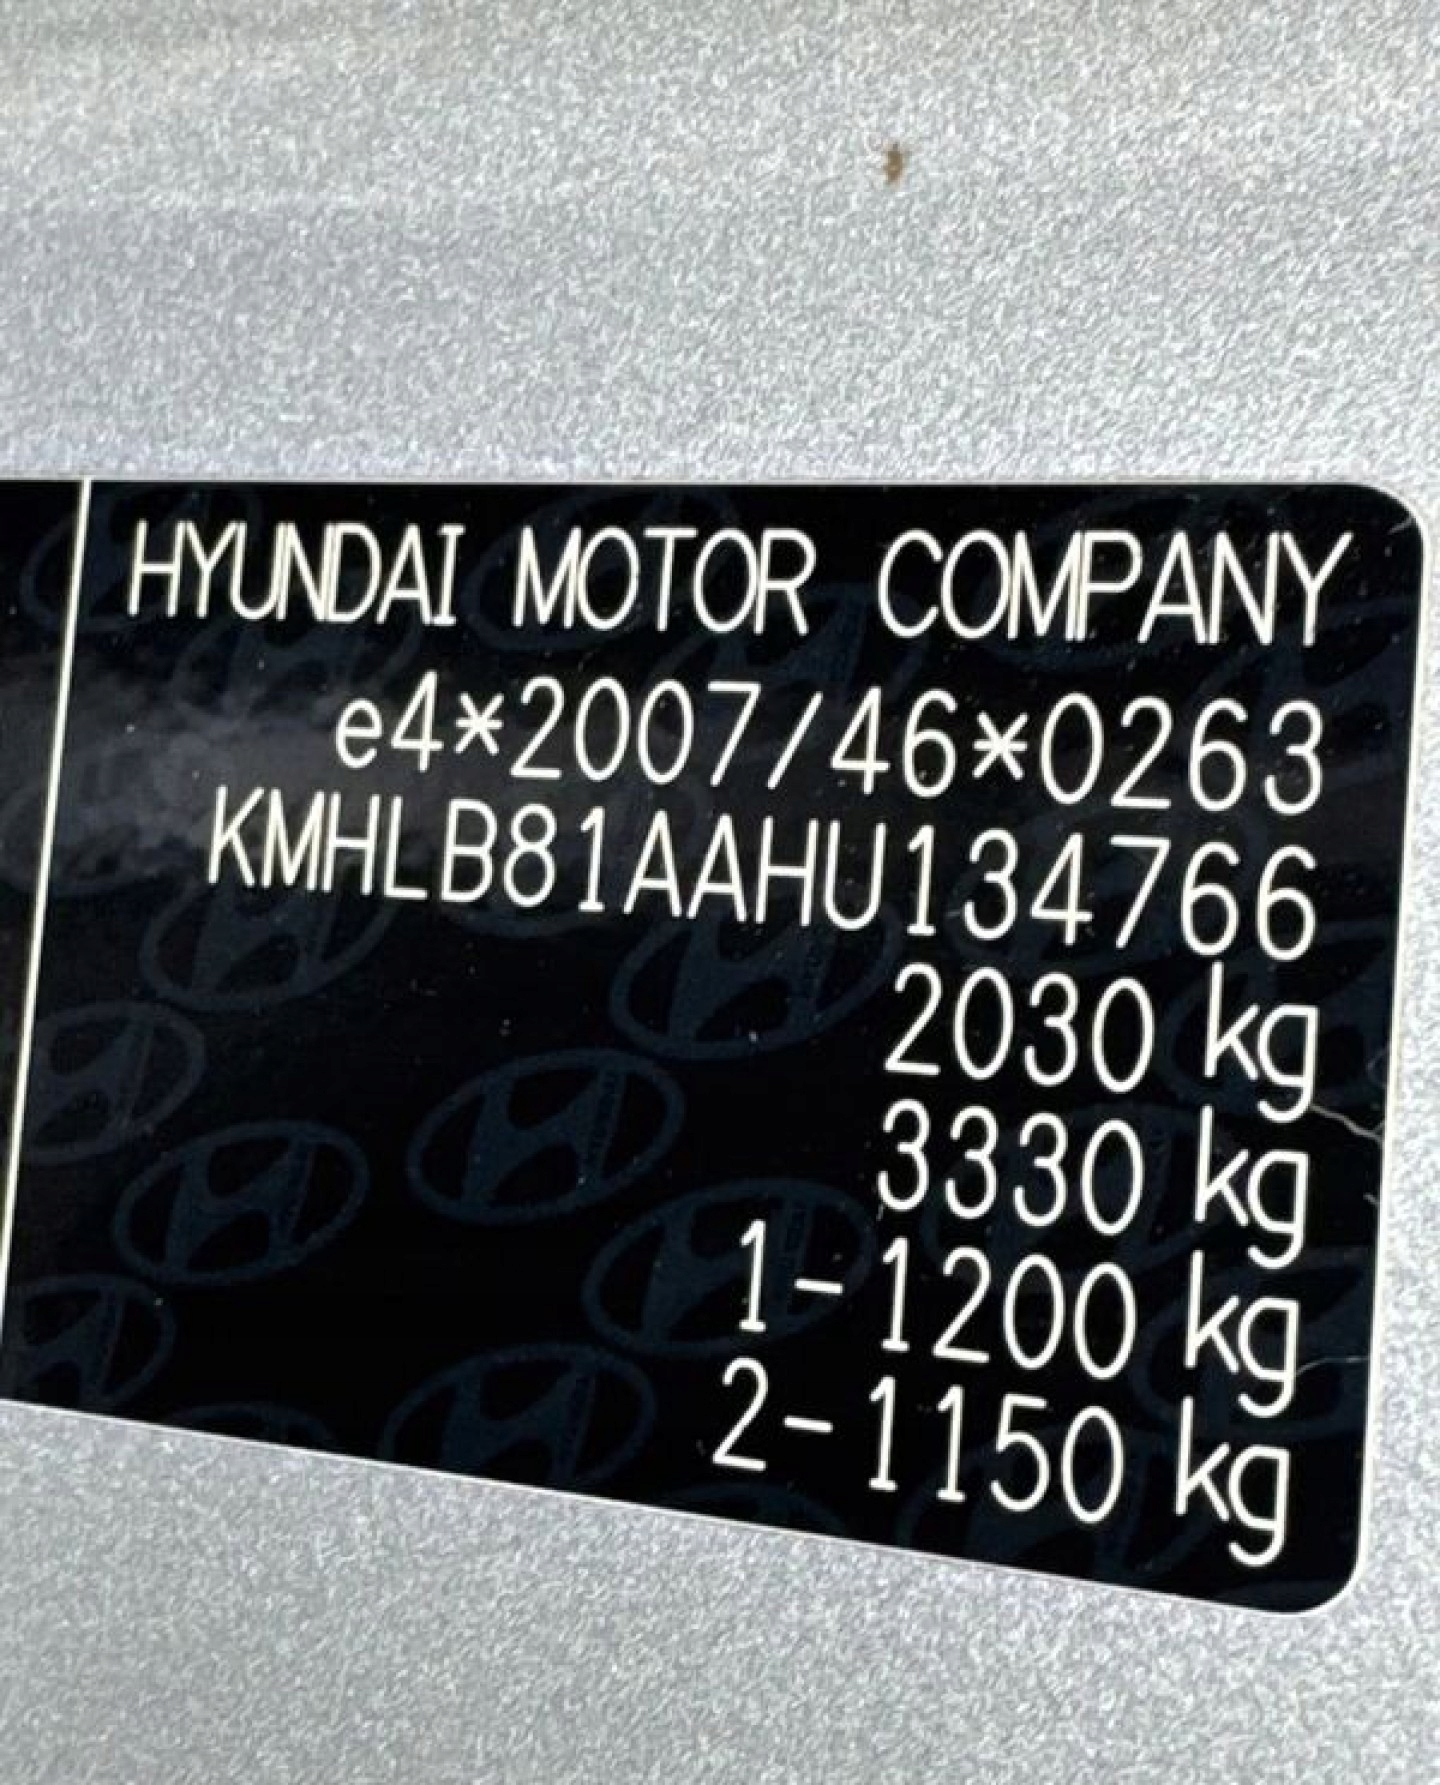 HYUNDAI MOTOR COMPANY
e4*2007/46*0263
KMHLB81AAHU134766
2030 kg
3330 kg
1-1200 kg
2-1150 kg